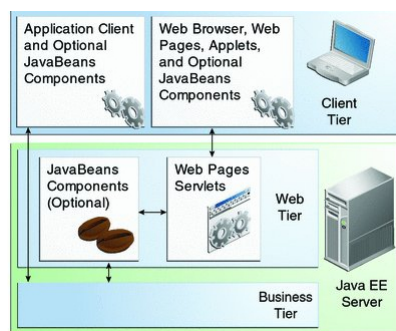 Application Client
and Optional
JavaBeans
Components
Web Browser, Web
Pages, Applets,
and Optional
JavaBeans
Components
Client
Tier
JavaBeans
Components
(Optional)
Web Pages
Servlets
Web
Tier
Java EE
Server
Business
Tier